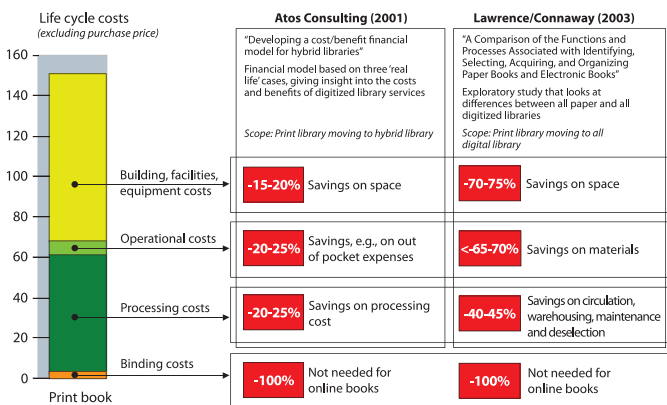 Life cycle costs
(excluding purchase price)
160
140
120
100
80
60
40
20
0
Print book
Building, facilities,
equipment costs
Operational costs
Processing costs
Binding costs
Atos Consulting (2001)
"Developing a cost/benefit financial
model for hybrid libraries"
Financial model based on three 'real
life' cases, giving insight into the costs
and benefits of digitized library services
Scope: Print library moving to hybrid library
-15-20% Savings on space
-20-25% Savings, e.g., on out
of pocket expenses
-20-25% Savings on processing
cost
-100% Not needed for
online books
Lawrence/Connaway (2003)
"A Comparison of the Functions and
Processes Associated with Identifying,
Selecting, Acquiring, and Organizing
Paper Books and Electronic Books"
Exploratory study that looks at
differences between all paper and all
digitized libraries
Scope: Print library moving to all
digital library
-70-75% Savings on space
<-65-70% Savings on materials
-40-45% Savings on circulation,
warehousing, maintenance
and deselection
-100% Not needed for
online books